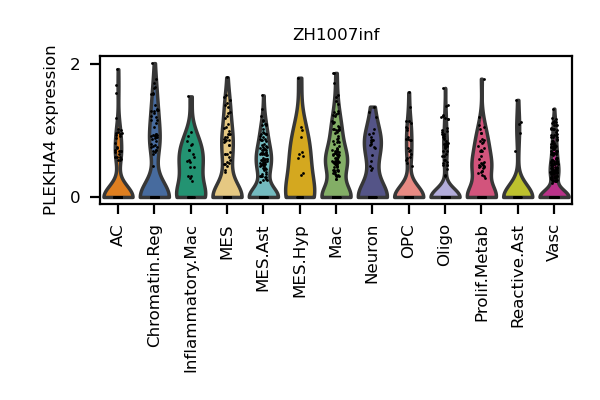 ZH1007inf
PLEKHA4 expression
2
0
AC
Chromatin.Reg
Inflammatory.Mac
MES
MES.Ast
MES.Hyp
Mac
Neuron
OPC
Oligo
Prolif.Metab
Reactive.Ast
Vasc